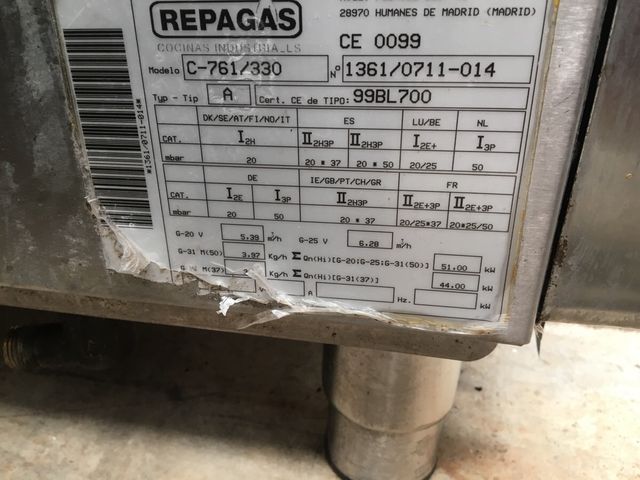 REPAGAS
28970 HUMANES DE MADRID (MADRID)
COCINAS INDUSTRIALS
CE 0099
Modelo C-761/330 Nº 1361/0711-014
Typ - Tip A Cert. CE de TIPO: 99BL700
DK/SE/AT/FI/NO/IT ES LU/BE NL
CAT. I2H II2H3P II2H3P I2E+ I3P
mbar 20 20 * 37 20 * 50 20/25 50
DE IE/GB/PT/CH/GR FR
CAT. I2E I3P II2H3P II2E+3P II2E+3P
mbar 20 50 20 * 37 20/25*37 20*25/50
G-20 V 5.39 m³/h G-25 V 6.28 m³/h
G-31 M(50) 3.97 Kg/h Σ Qn(Hi)[G-20;G-25;G-31(50)] 51.00 kW
M(37) Kg/h Σ Qn(Hi)[G-31(37)] 44.00 kW
V A Hz. kW
*1361/0711-014*